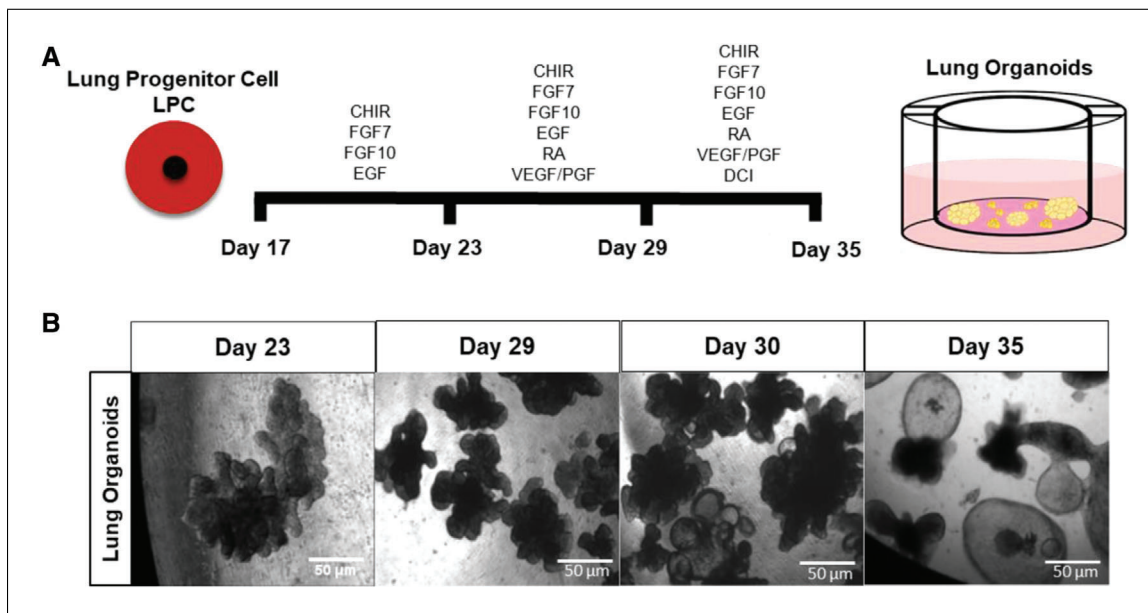 A
Lung Progenitor Cell
LPC
CHIR
FGF7
FGF10
EGF
CHIR
FGF7
FGF10
EGF
RA
VEGF/PGF
CHIR
FGF7
FGF10
EGF
RA
VEGF/PGF
DCI
Day 17
Day 23
Day 29
Day 35
Lung Organoids
B
Day 23
Day 29
Day 30
Day 35
Lung Organoids
50 µm
50 µm
50 µm
50 µm